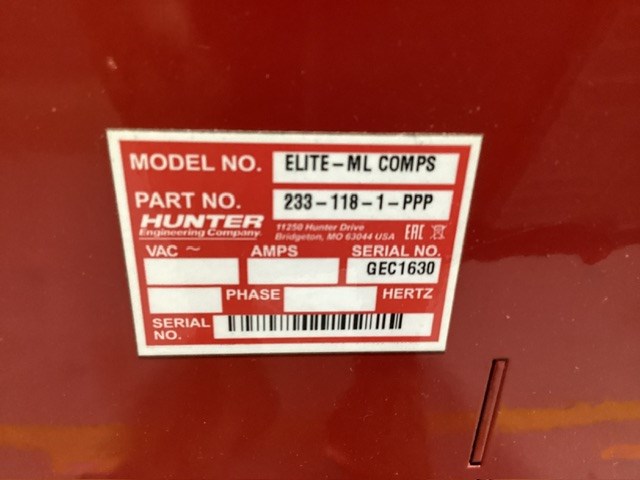 MODEL NO. ELITE-ML COMPS
PART NO. 233-118-1-PPP
HUNTER
Engineering Company
11250 Hunter Drive
Bridgeton, MO 63044 USA
EAC
VAC ~ AMPS SERIAL NO.
GEC1630
PHASE HERTZ
SERIAL NO.